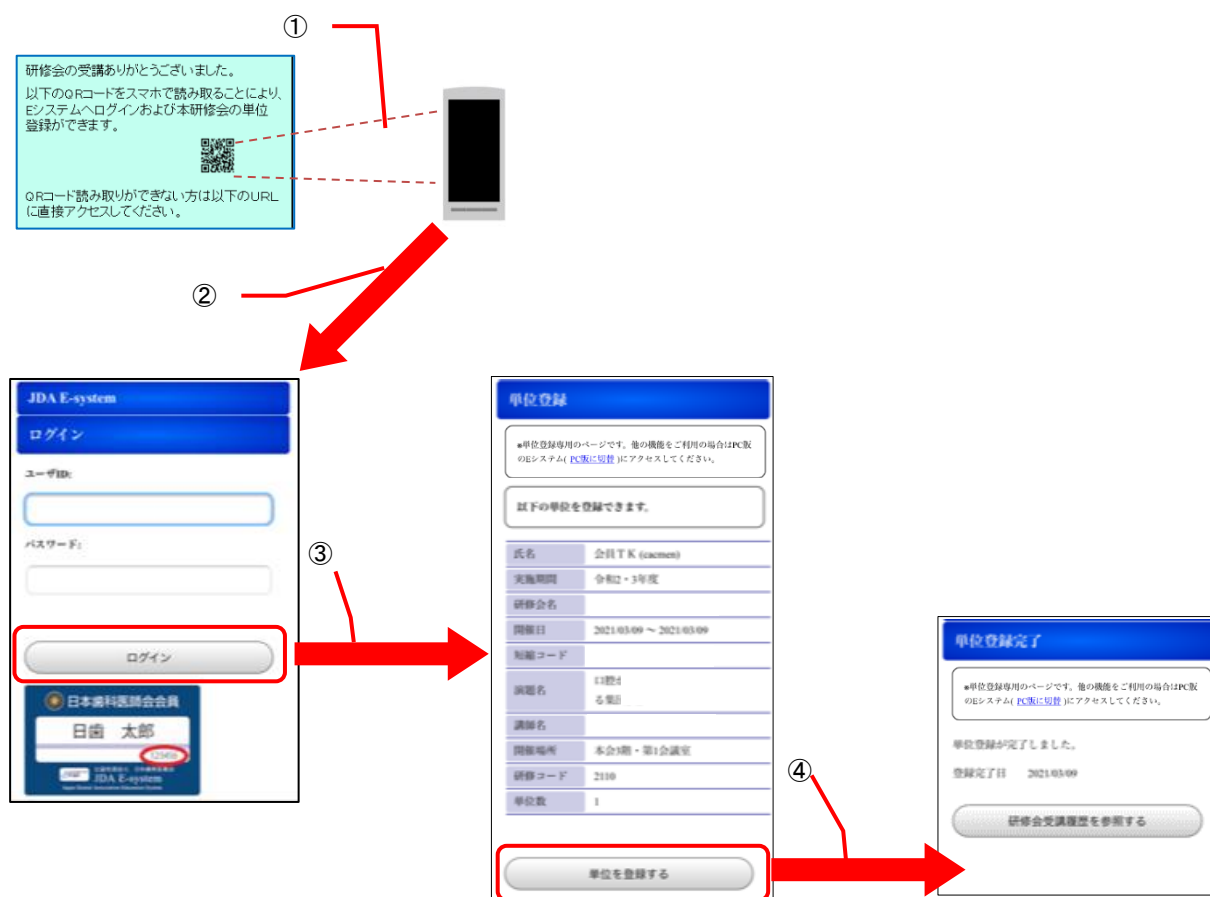 ①
研修会の受講ありがとうございました。
以下のQRコードをスマホで読み取ることにより、
Eシステムへログインおよび本研修会の単位
登録ができます。
QRコード読み取りができない方は以下のURL
に直接アクセスしてください。
②
JDA E-system
ログイン
ユーザID:
パスワード:
ログイン
日本歯科医師会会員
日歯 太郎
123456
JDA E-system
③
単位登録
※単位登録専用のページです。他の機能をご利用の場合はPC版
のEシステム( PC版に切替 )にアクセスしてください。
以下の単位を登録できます。
氏名 会員TK (cacmen)
実施期間 令和2・3年度
研修会名
開催日 2021/03/09 ~ 2021/03/09
短縮コード
演題名
講師名
開催場所 本会3階・第1会議室
研修コード 2110
単位数 1
単位を登録する
④
単位登録完了
※単位登録専用のページです。他の機能をご利用の場合はPC版
のEシステム( PC版に切替 )にアクセスしてください。
単位登録が完了しました。
登録完了日 2021/03/09
研修会受講履歴を参照する